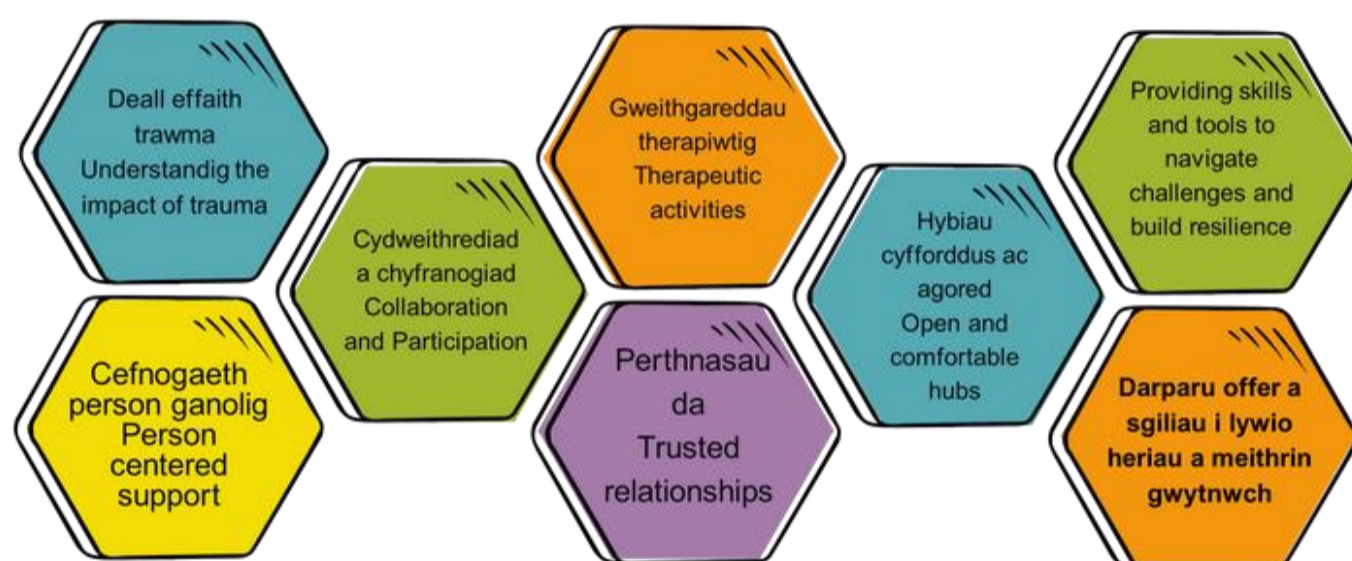 Deall effaith
trawma
Understandig the
impact of trauma
Cefnogaeth
person ganolig
Person
centered
support
Cydweithrediad
a chyfranogiad
Collaboration
and Participation
Gweithgareddau
therapiwtig
Therapeutic
activities
Perthnasau
da
Trusted
relationships
Hybiau
cyfforddus ac
agored
Open and
comfortable
hubs
Providing skills
and tools to
navigate
challenges and
build resilience
Darparu offer a
sgiliau i lywio
heriau a meithrin
gwytnwch